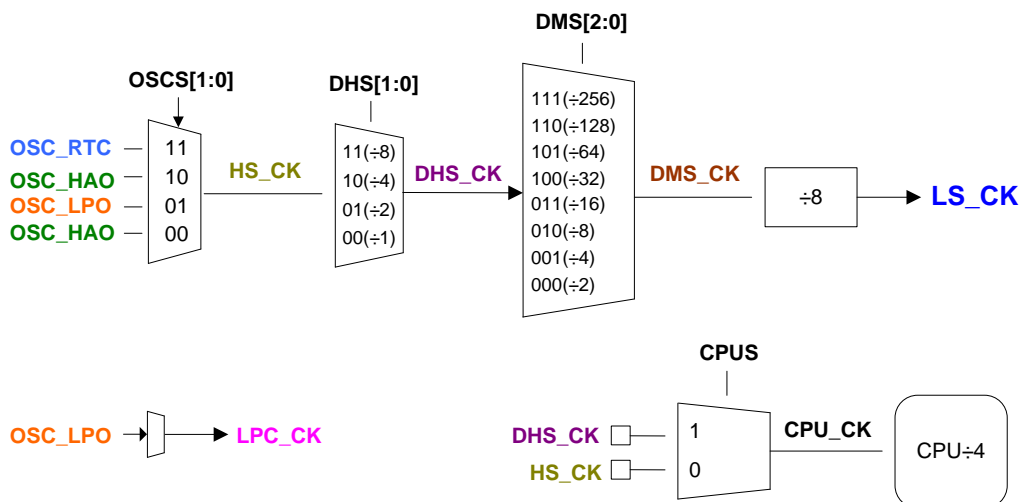 DMS[2:0]
OSCS[1:0]
DHS[1:0]
OSC_RTC
OSC_HAO
OSC_LPO
OSC_HAO
11
10
01
00
HS_CK
11(÷8)
10(÷4)
01(÷2)
00(÷1)
DHS_CK
111(÷256)
110(÷128)
101(÷64)
100(÷32)
011(÷16)
010(÷8)
001(÷4)
000(÷2)
DMS_CK
÷8
LS_CK
OSC_LPO
LPC_CK
CPUS
DHS_CK
HS_CK
1
0
CPU_CK
CPU÷4